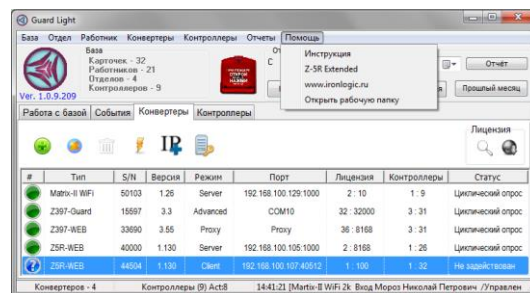 Guard Light
База Отдел Работник Конвертеры Контроллеры Отчеты Помощь
База
Карточек - 32
Работников - 21
Отделов - 4
Контроллеров - 9
Ver. 1.0.9.209
Инструкция
Z-5R Extended
www.ironlogic.ru
Открыть рабочую папку
Отчёт
Прошлый месяц
Работа с базой События Конвертеры Контроллеры
Лицензия
IP
# Тип S/N Версия Режим Порт Лицензия Контроллеры Статус
Matrix-II WiFi 50103 1.26 Server 192.168.100.129:1000 2 : 10 1 : 9 Циклический опрос
Z397-Guard 15597 3.3 Advanced COM10 32 : 32000 3 : 31 Циклический опрос
Z397-WEB 33690 3.55 Proxy Proxy 36 : 8168 3 : 31 Циклический опрос
Z5R-WEB 40000 1.130 Server 192.168.100.105:1000 2 : 8168 1 : 26 Циклический опрос
Z5R-WEB 44504 1.130 Client 192.168.100.107:40512 1 : 100 1 : 32 Не задействован
Конвертеров - 4 Контроллеры (9) Act:8 14:41:21 [Martix-II WiFi 2k Вход Мороз Николай Петрович /Управлен